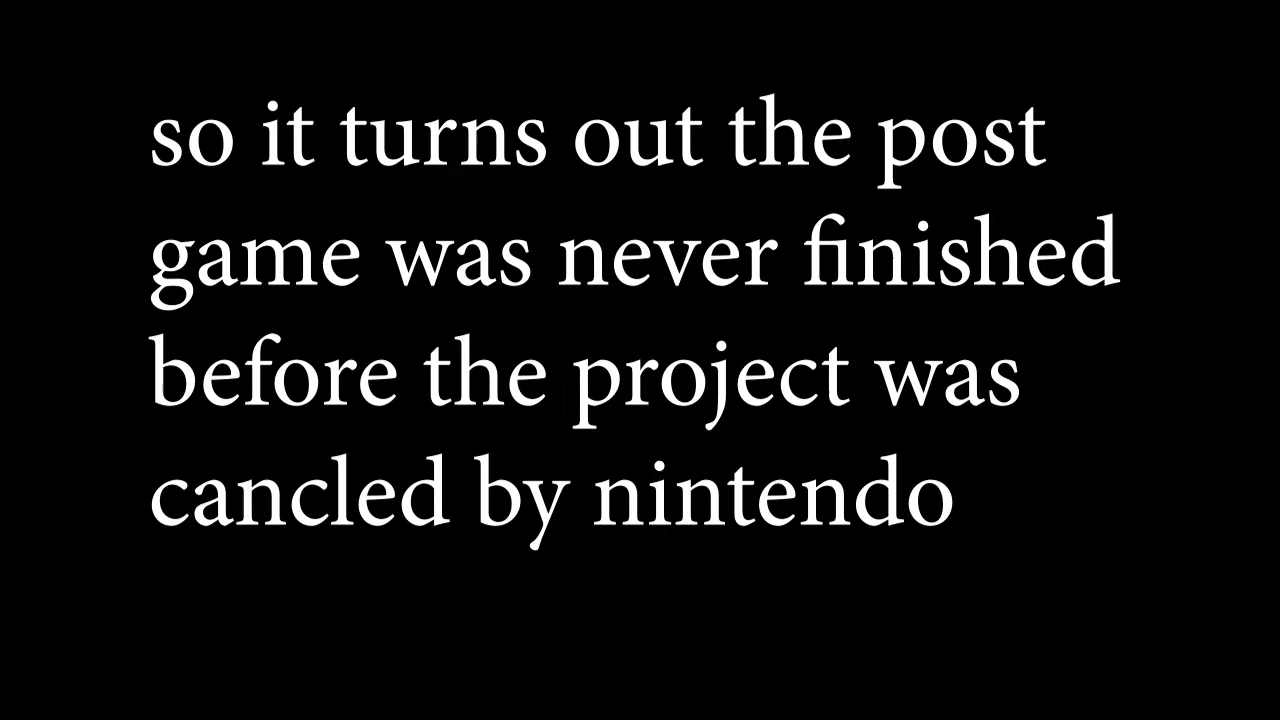 so it turns out the post
game was never finished
before the project was
cancled by nintendo